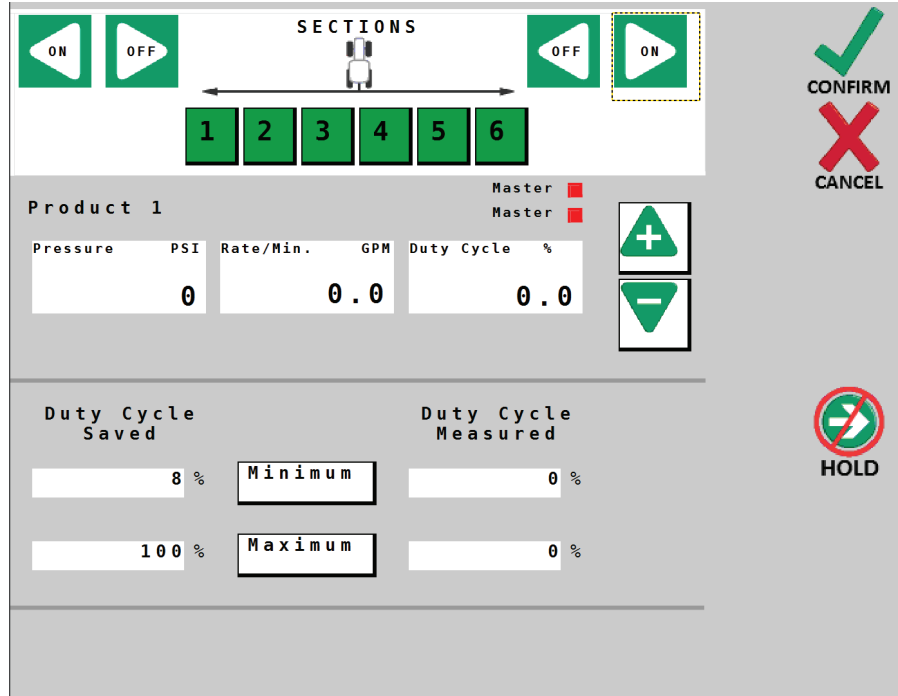 SECTIONS
ON OFF OFF ON
1 2 3 4 5 6
CONFIRM
CANCEL
Product 1
Master
Master
Pressure PSI
0
Rate/Min. GPM
0.0
Duty Cycle %
0.0
Duty Cycle
Saved
Duty Cycle
Measured
8 % Minimum 0 %
100 % Maximum 0 %
HOLD